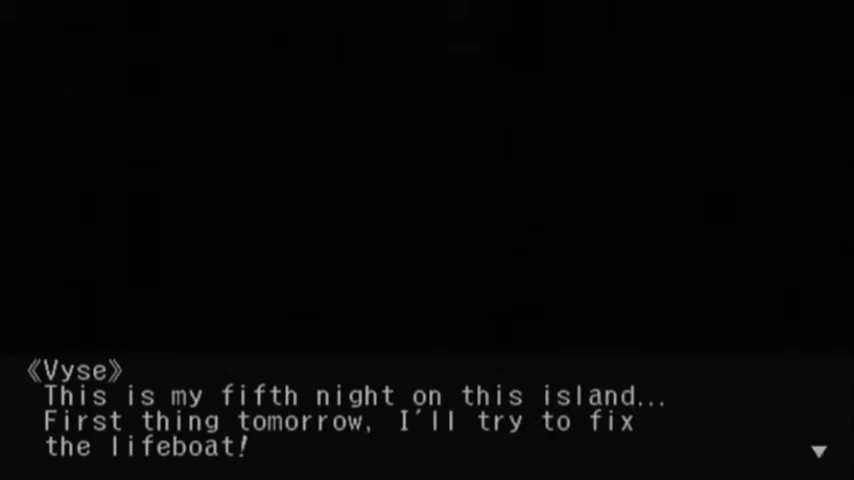 《Vyse》
This is my fifth night on this island...
First thing tomorrow, I'll try to fix
the lifeboat!